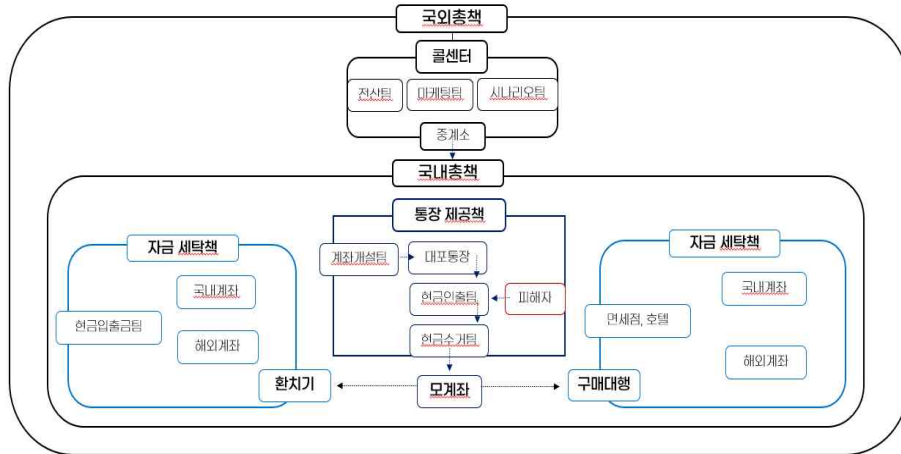 국외총책
콜센터
전산팀 마케팅팀 시나리오팀
중계소
국내총책
통장 제공책
자금 세탁책
자금 세탁책
계좌개설팀 대포통장
국내계좌
국내계좌
현금인출팀 피해자
현금입출금팀
면세점, 호텔
해외계좌
현금수거팀
해외계좌
환치기
모계좌
구매대행